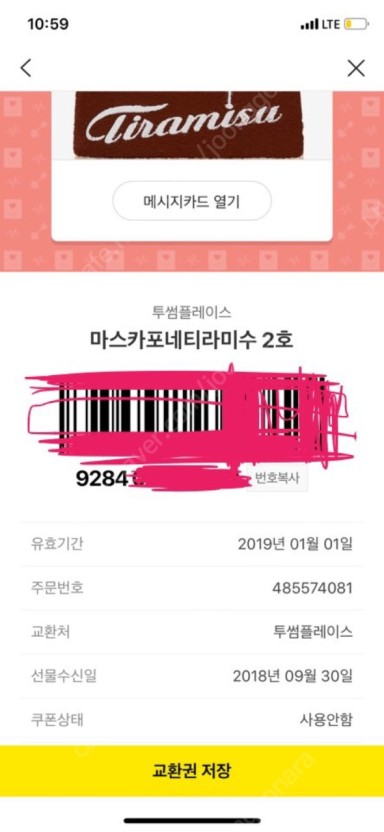 10:59
LTE
Tiramisu
메시지카드 열기
투썸플레이스
마스카포네티라미수 2호
9284
번호복사
유효기간 2019년 01월 01일
주문번호 485574081
교환처 투썸플레이스
선물수신일 2018년 09월 30일
쿠폰상태 사용안함
교환권 저장